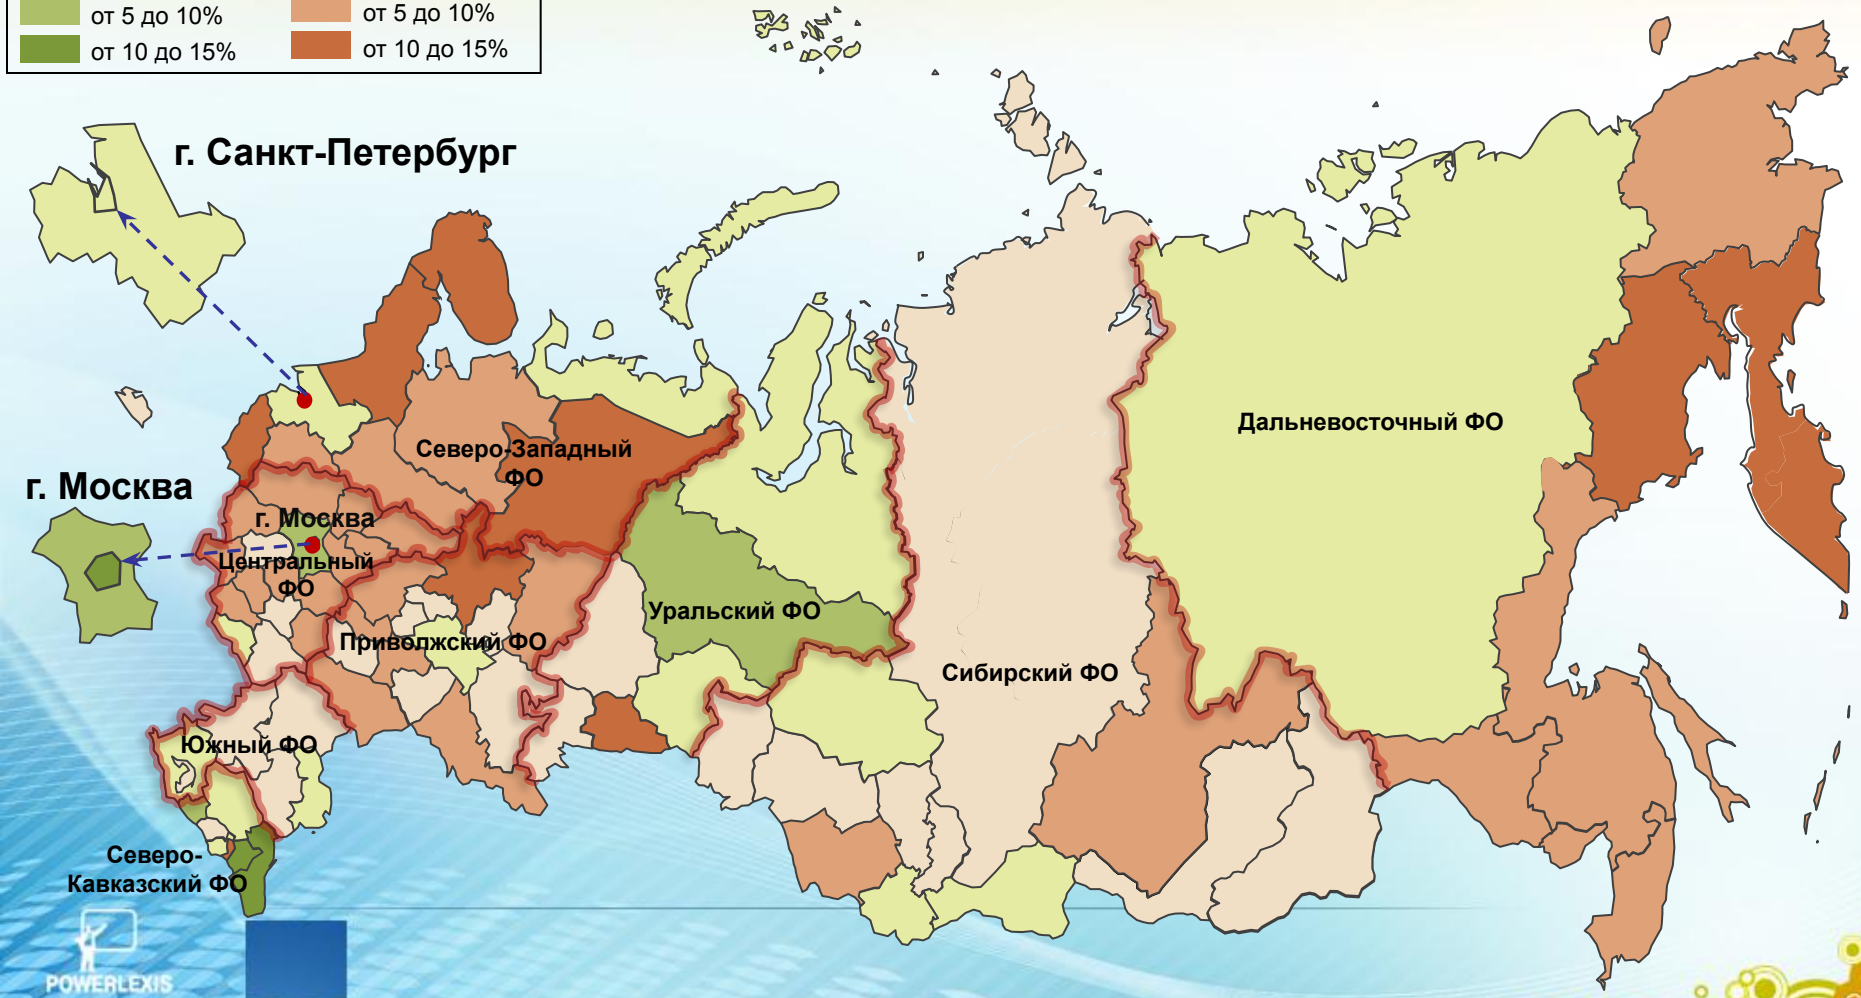 от 5 до 10%
от 5 до 10%
от 10 до 15%
от 10 до 15%
г. Санкт-Петербург
Дальневосточный ФО
Северо-Западный
ФО
г. Москва
г. Москва
Центральный
ФО
Уральский ФО
Приволжский ФО
Сибирский ФО
Южный ФО
Северо-
Кавказский ФО
POWERLEXIS